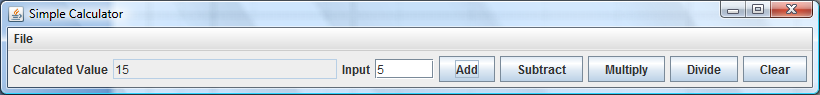 Simple Calculator
File
Calculated Value 15 Input 5 Add Subtract Multiply Divide Clear